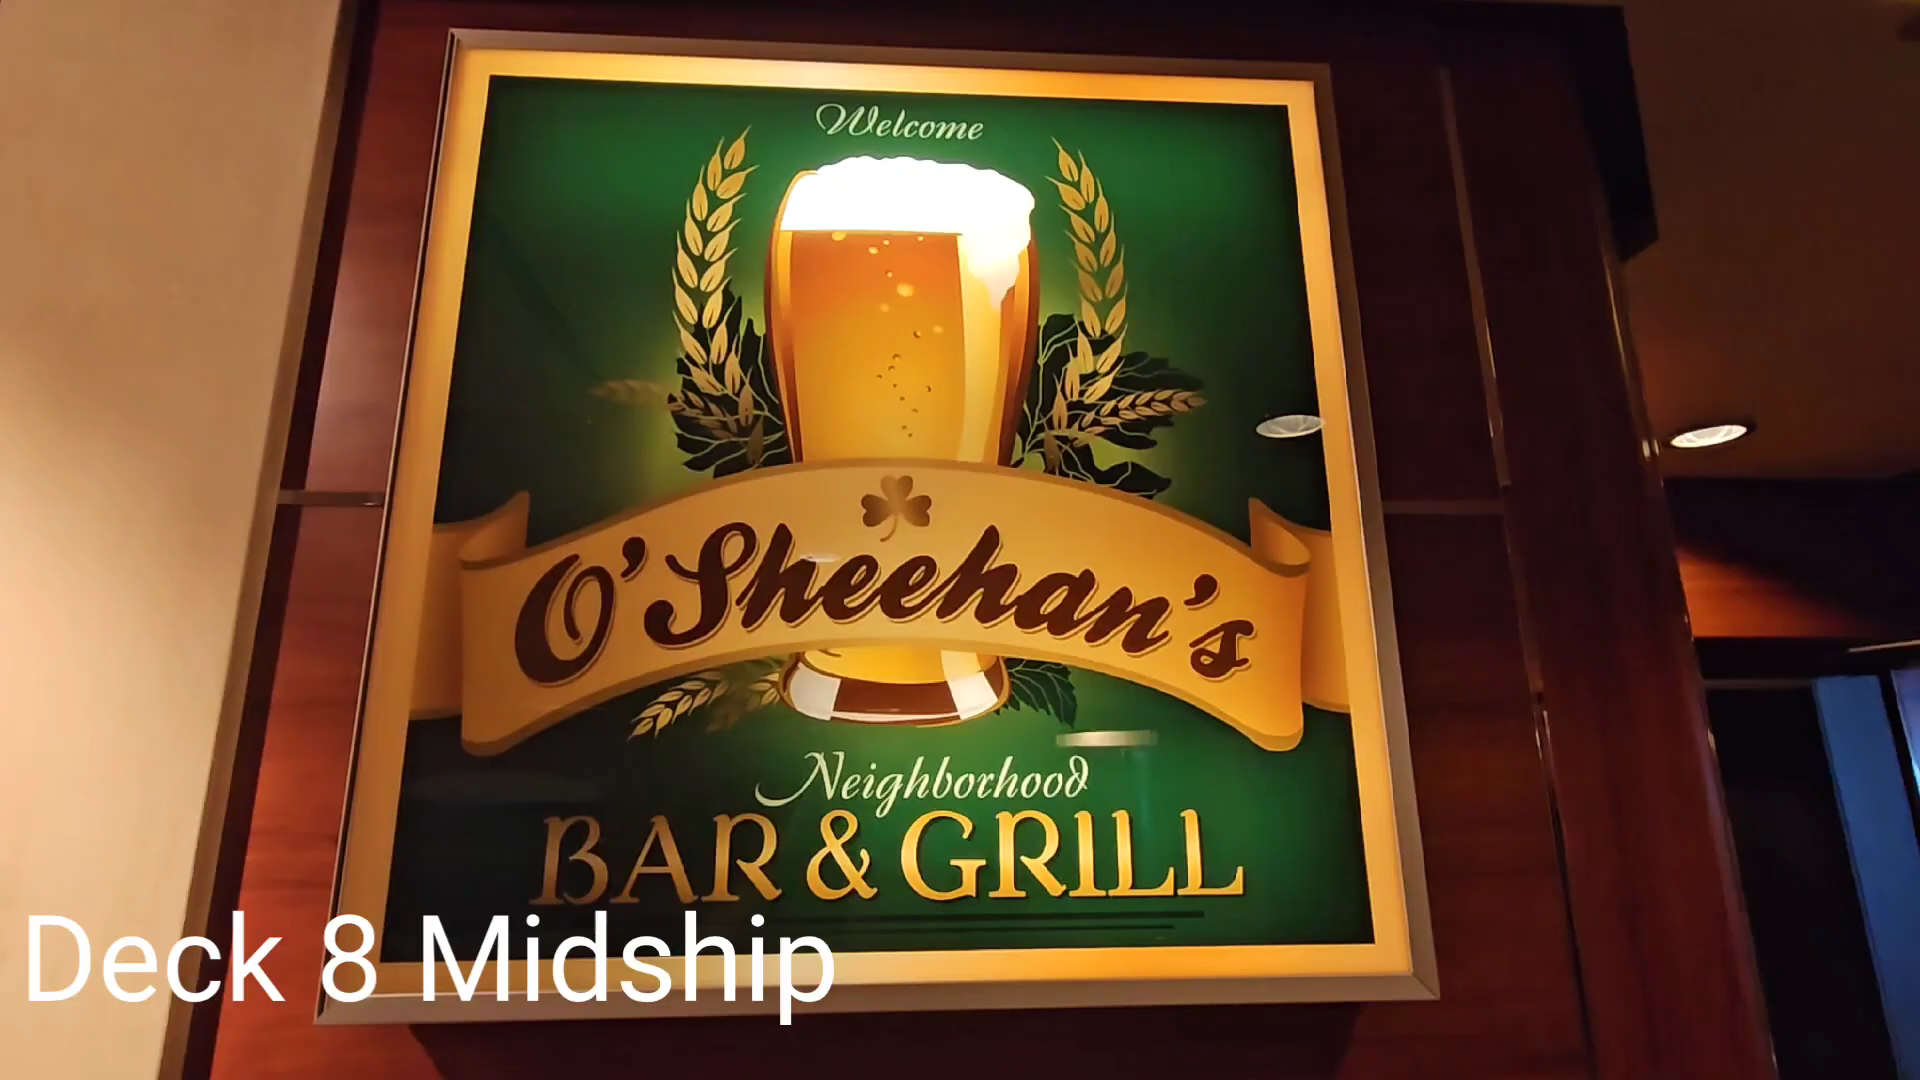 Welcome
O'Sheehan's
Neighborhood
BAR & GRILL
Deck 8 Midship